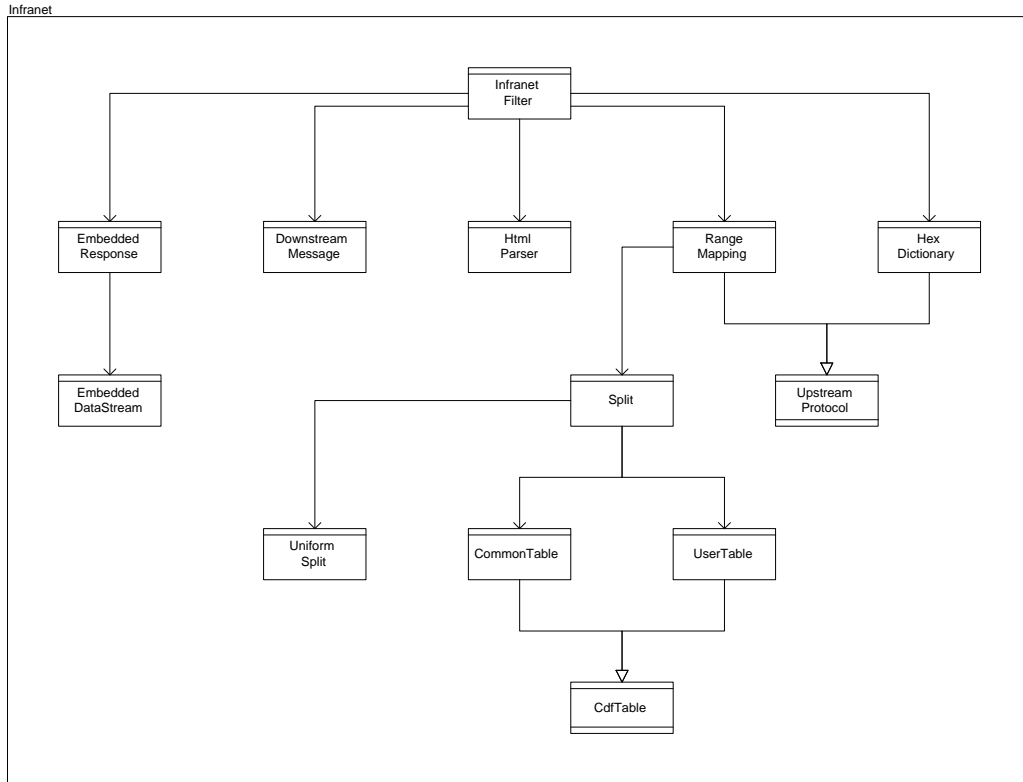 Infranet
Infranet
Filter
Embedded
Response
Downstream
Message
Html
Parser
Range
Mapping
Hex
Dictionary
Embedded
DataStream
Split
Upstream
Protocol
Uniform
Split
CommonTable
UserTable
CdfTable